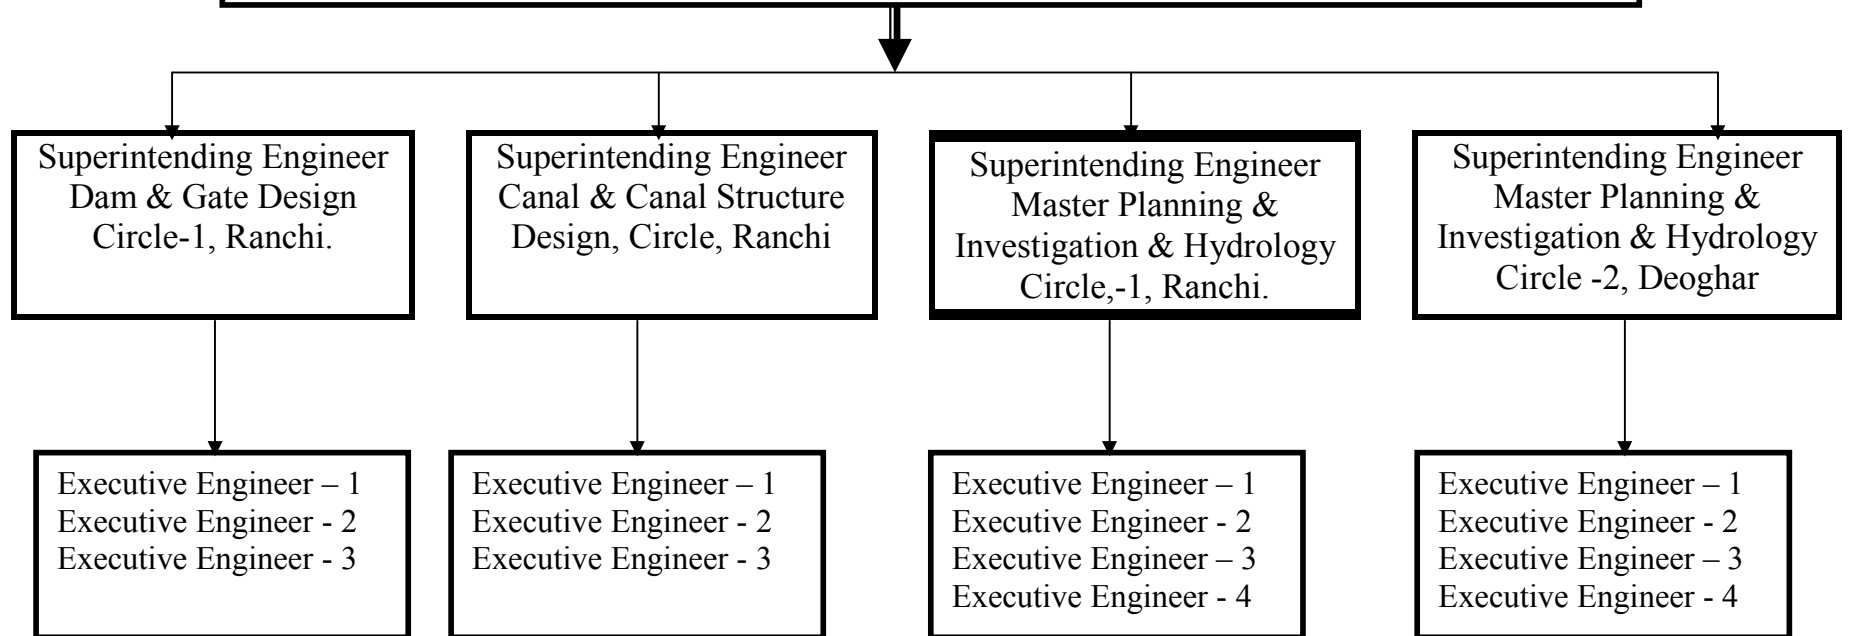 Superintending Engineer
Dam & Gate Design
Circle-1, Ranchi.
Superintending Engineer
Canal & Canal Structure
Design, Circle, Ranchi
Superintending Engineer
Master Planning &
Investigation & Hydrology
Circle,-1, Ranchi.
Superintending Engineer
Master Planning &
Investigation & Hydrology
Circle -2, Deoghar
Executive Engineer – 1
Executive Engineer - 2
Executive Engineer - 3
Executive Engineer – 1
Executive Engineer - 2
Executive Engineer - 3
Executive Engineer – 1
Executive Engineer - 2
Executive Engineer – 3
Executive Engineer - 4
Executive Engineer – 1
Executive Engineer - 2
Executive Engineer – 3
Executive Engineer - 4